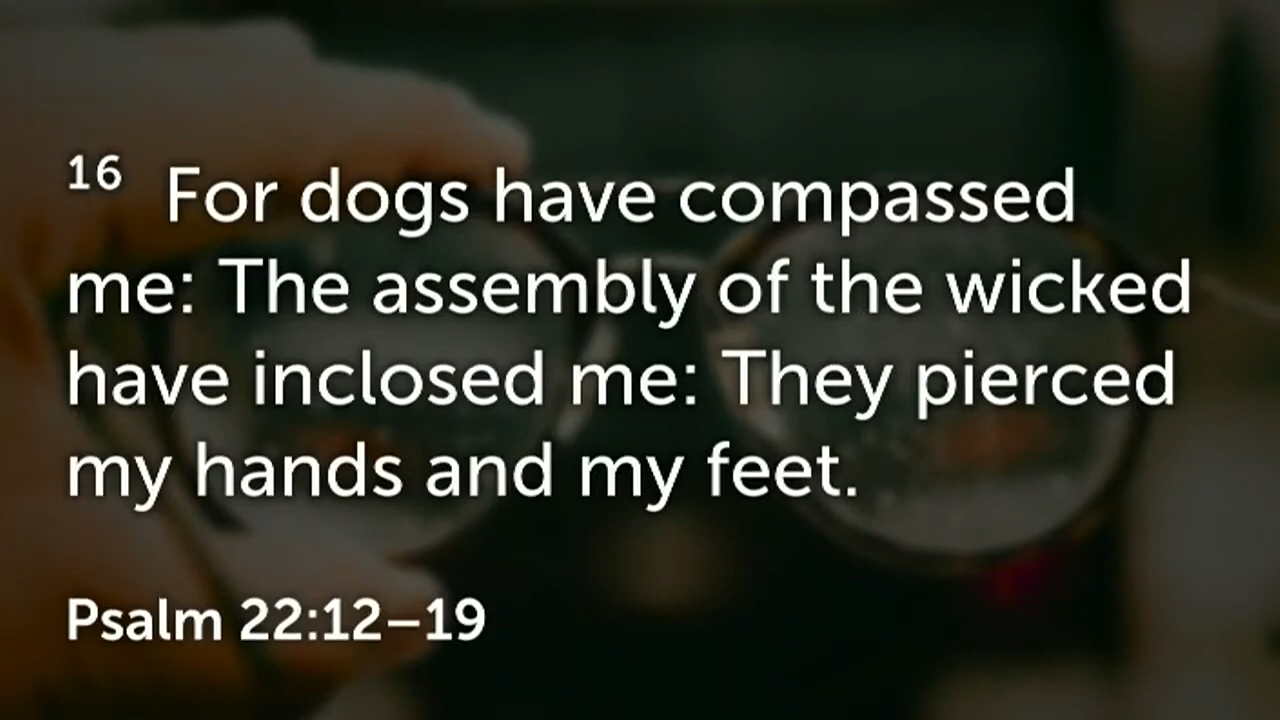 16 For dogs have compassed
me: The assembly of the wicked
have inclosed me: They pierced
my hands and my feet.
Psalm 22:12–19